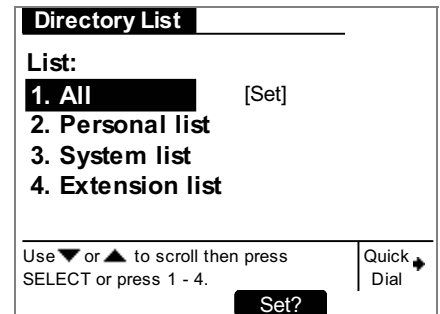 Directory List
List:
1. All [Set]
2. Personal list
3. System list
4. Extension list
Use ▼ or ▲ to scroll then press
SELECT or press 1 - 4.
Quick
Dial
Set?